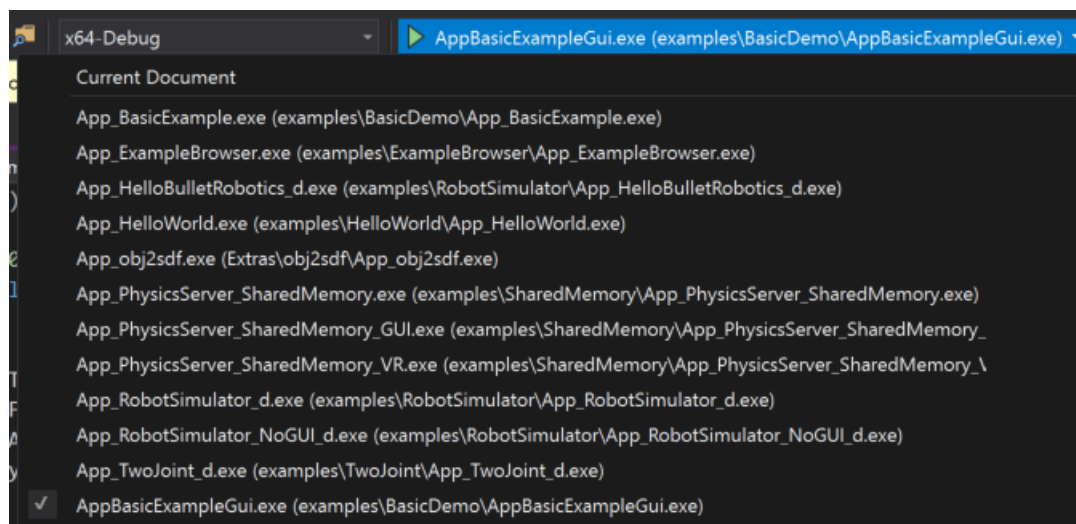 x64-Debug
AppBasicExampleGui.exe (examples\BasicDemo\AppBasicExampleGui.exe)
Current Document
App_BasicExample.exe (examples\BasicDemo\App_BasicExample.exe)
App_ExampleBrowser.exe (examples\ExampleBrowser\App_ExampleBrowser.exe)
App_HelloBulletRobotics_d.exe (examples\RobotSimulator\App_HelloBulletRobotics_d.exe)
App_HelloWorld.exe (examples\HelloWorld\App_HelloWorld.exe)
App_obj2sdf.exe (Extras\obj2sdf\App_obj2sdf.exe)
App_PhysicsServer_SharedMemory.exe (examples\SharedMemory\App_PhysicsServer_SharedMemory.exe)
App_PhysicsServer_SharedMemory_GUI.exe (examples\SharedMemory\App_PhysicsServer_SharedMemory_
App_PhysicsServer_SharedMemory_VR.exe (examples\SharedMemory\App_PhysicsServer_SharedMemory_
App_RobotSimulator_d.exe (examples\RobotSimulator\App_RobotSimulator_d.exe)
App_RobotSimulator_NoGUI_d.exe (examples\RobotSimulator\App_RobotSimulator_NoGUI_d.exe)
App_TwoJoint_d.exe (examples\TwoJoint\App_TwoJoint_d.exe)
AppBasicExampleGui.exe (examples\BasicDemo\AppBasicExampleGui.exe)